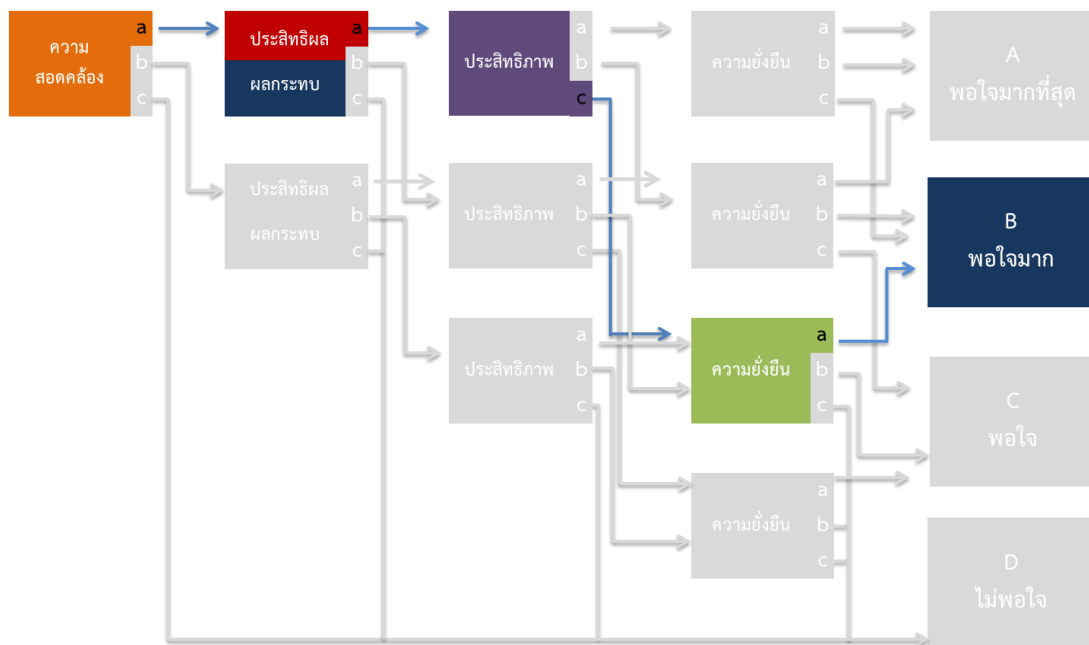 ความ
สอดคล้อง
a
b
c
ประสิทธิผล
ผลกระทบ
a
b
c
ประสิทธิภาพ
a
b
c
ความยั่งยืน
a
b
c
A
พอใจมากที่สุด
ประสิทธิผล
ผลกระทบ
a
b
c
ประสิทธิภาพ
a
b
c
ความยั่งยืน
a
b
c
B
พอใจมาก
ประสิทธิภาพ
a
b
c
ความยั่งยืน
a
b
c
C
พอใจ
ความยั่งยืน
a
b
c
D
ไม่พอใจ